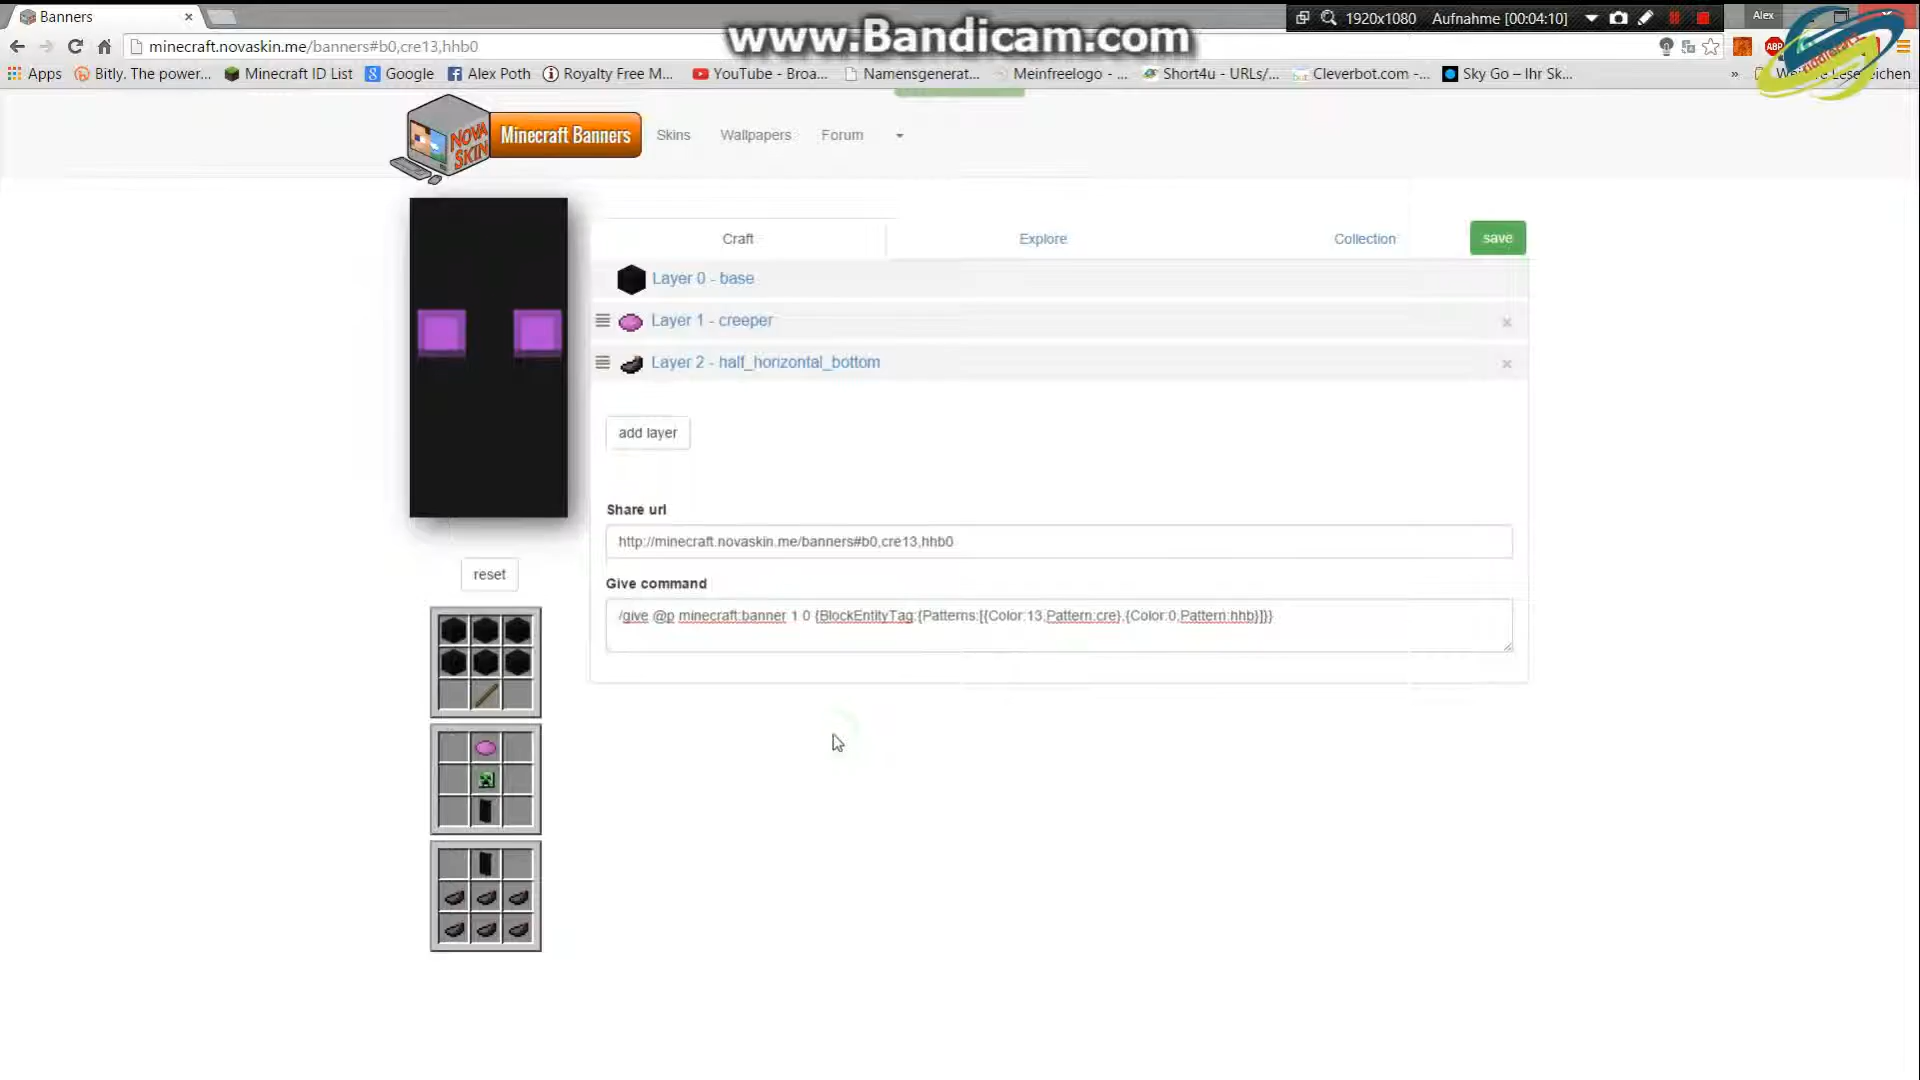 Banners
www.Bandicam.com
1920x1080
Aufnahme [00:04:10]
Alex
minecraft.novaskin.me/banners#b0,cre13,hhb0
ABP
Apps
Bitly. The power...
Minecraft ID List
Google
Alex Poth
Royalty Free M...
YouTube - Broa...
Namensgenerat...
Meinfreelogo - ...
Short4u - URLs/...
Cleverbot.com -...
Sky Go – Ihr Sk...
»
Weitere Lesezeichen
NOVA SKIN
Minecraft Banners
Skins
Wallpapers
Forum
Craft
Explore
Collection
save
Layer 0 - base
Layer 1 - creeper
Layer 2 - half_horizontal_bottom
add layer
Share url
http://minecraft.novaskin.me/banners#b0,cre13,hhb0
reset
Give command
/give @p minecraft:banner 1 0 {BlockEntityTag:{Patterns:[{Color:13,Pattern:cre},{Color:0,Pattern:hhb}]}}